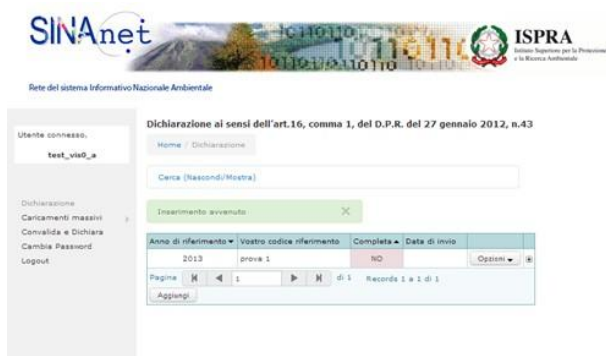 SINAnet
ISPRA
Istituto Superiore per la Protezione
e la Ricerca Ambientale
Rete del sistema Informativo Nazionale Ambientale
Dichiarazione ai sensi dell'art.16, comma 1, del D.P.R. del 27 gennaio 2012, n.43
Utente connesso.
test_vis0_a
Home / Dichiarazione
Cerca (Nascondi/Mostra)
Dichiarazione
Caricamenti massivi
Convalida e Dichiara
Cambia Password
Logout
Inserimento avvenuto
Anno di riferimento Vostro codice riferimento Completa Data di invio
2013 prova 1 NO Opzioni
Pagina 1 di 1 Records 1 a 1 di 1
Aggiungi